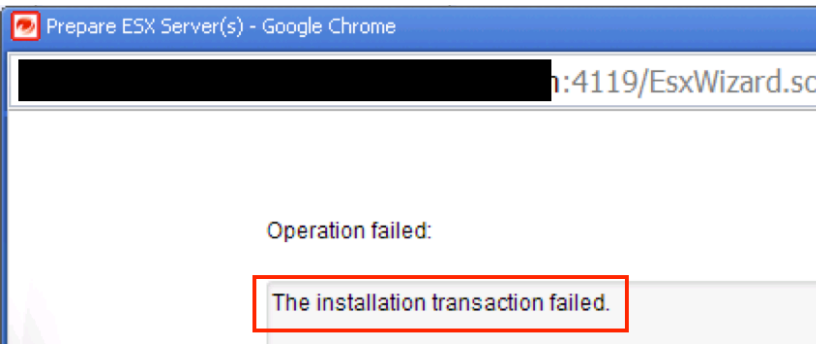 Prepare ESX Server(s) - Google Chrome
:4119/EsxWizard.sc
Operation failed:
The installation transaction failed.